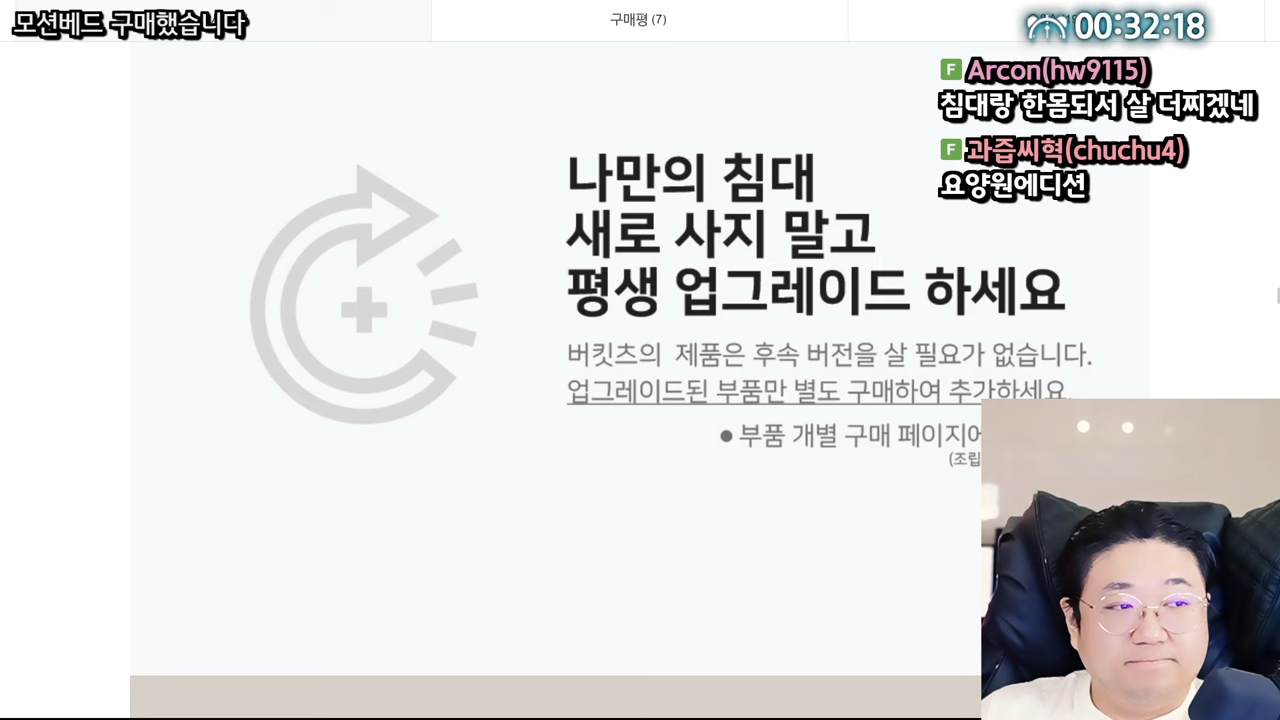 모션베드 구매했습니다
구매평 (7)
00:32:18
F Arcon(hw9115)
침대랑 한몸되서 살 더찌겠네
F 과즙씨혁(chuchu4)
요양원에디션
나만의 침대
새로 사지 말고
평생 업그레이드 하세요
버킷츠의 제품은 후속 버전을 살 필요가 없습니다.
업그레이드된 부품만 별도 구매하여 추가하세요.
● 부품 개별 구매 페이지에
(조립